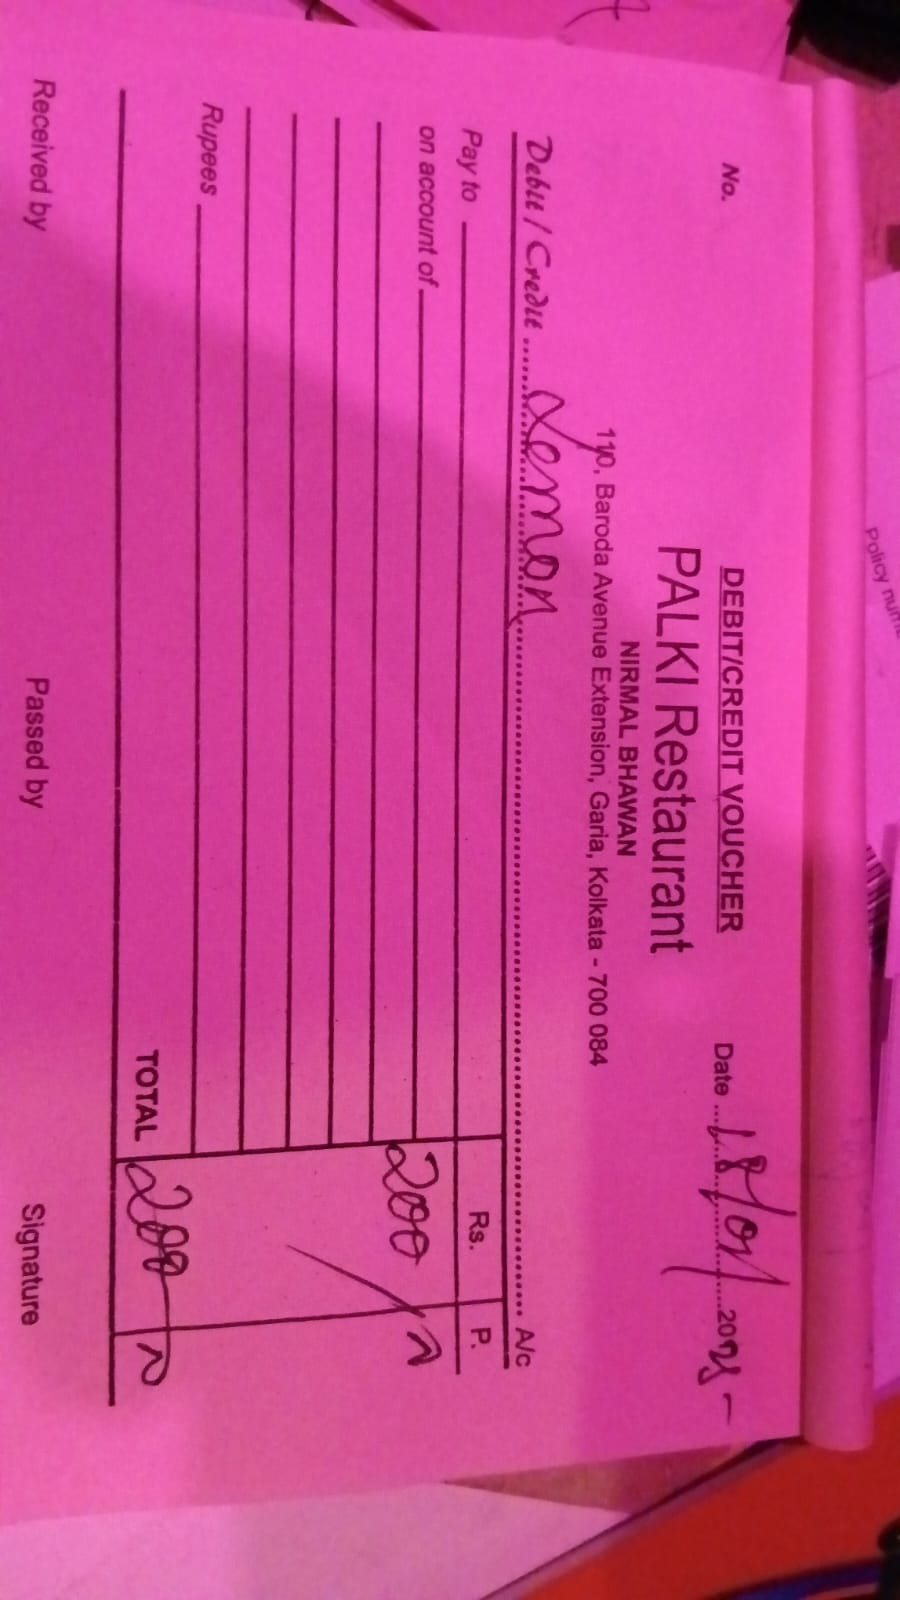 DEBIT/CREDIT VOUCHER
No.
PALKI Restaurant
Date 18/01/2025 -
NIRMAL BHAWAN
110, Baroda Avenue Extension, Garia, Kolkata - 700 084
Debit / Credit Lemon A/c
Pay to Rs. P.
on account of 200/-
Rupees
TOTAL 200/-
Received by Passed by Signature
Policy num